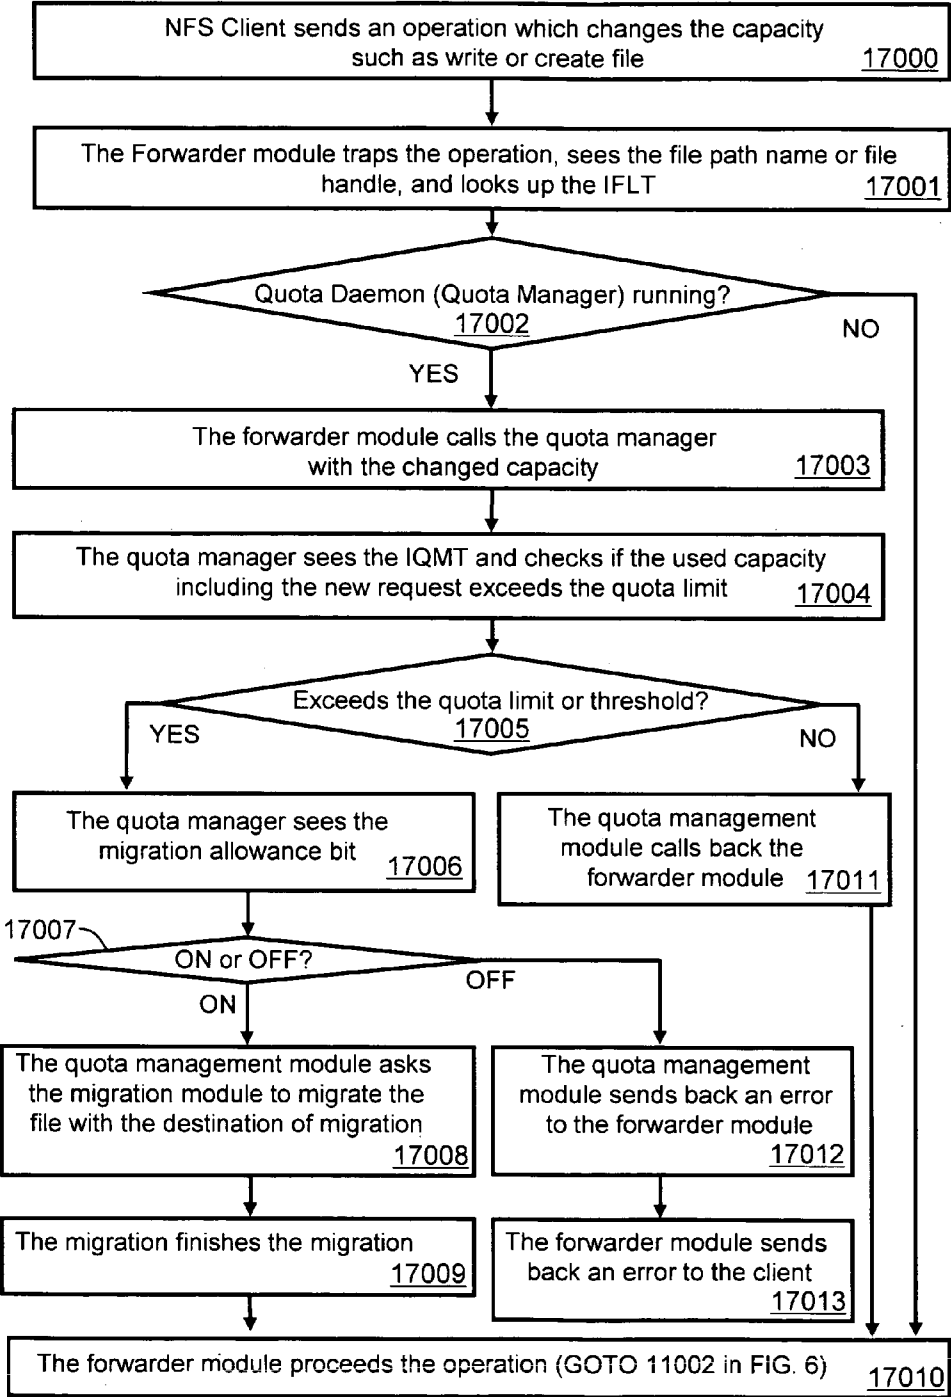 NFS Client sends an operation which changes the capacity
such as write or create file
17000
The Forwarder module traps the operation, sees the file path name or file
handle, and looks up the IFLT
17001
Quota Daemon (Quota Manager) running?
17002
NO
YES
The forwarder module calls the quota manager
with the changed capacity
17003
The quota manager sees the IQMT and checks if the used capacity
including the new request exceeds the quota limit
17004
Exceeds the quota limit or threshold?
17005
YES
NO
The quota manager sees the
migration allowance bit
17006
The quota management
module calls back the
forwarder module
17011
17007
ON or OFF?
OFF
ON
The quota management module asks
the migration module to migrate the
file with the destination of migration
17008
The quota management
module sends back an error
to the forwarder module
17012
The migration finishes the migration
17009
The forwarder module sends
back an error to the client
17013
The forwarder module proceeds the operation (GOTO 11002 in FIG. 6)
17010